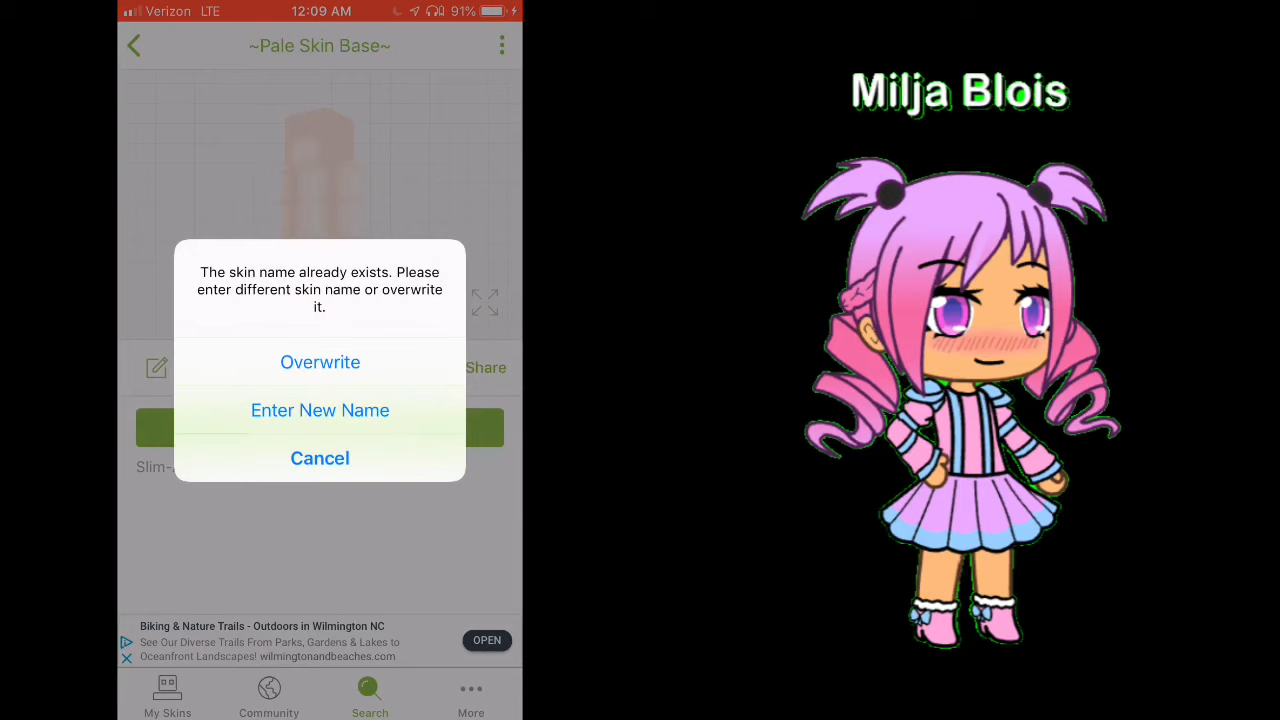 Verizon LTE 12:09 AM 91%
~Pale Skin Base~
The skin name already exists. Please
enter different skin name or overwrite
it.
Overwrite
Share
Enter New Name
Cancel
Slim-
Biking & Nature Trails - Outdoors in Wilmington NC
See Our Diverse Trails From Parks, Gardens & Lakes to
Oceanfront Landscapes! wilmingtonandbeaches.com
OPEN
My Skins Community Search More
Milja Blois